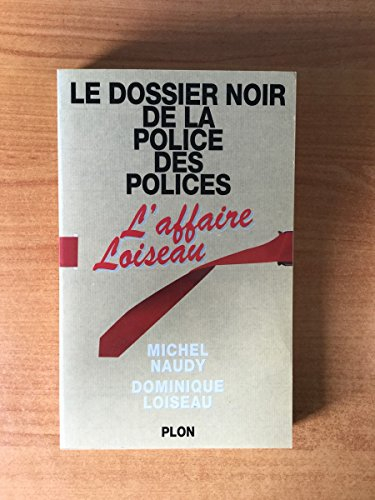 LE DOSSIER NOIR
DE LA
POLICE
DES
POLICES
L'affaire
Loiseau
MICHEL
NAUDY
DOMINIQUE
LOISEAU
PLON